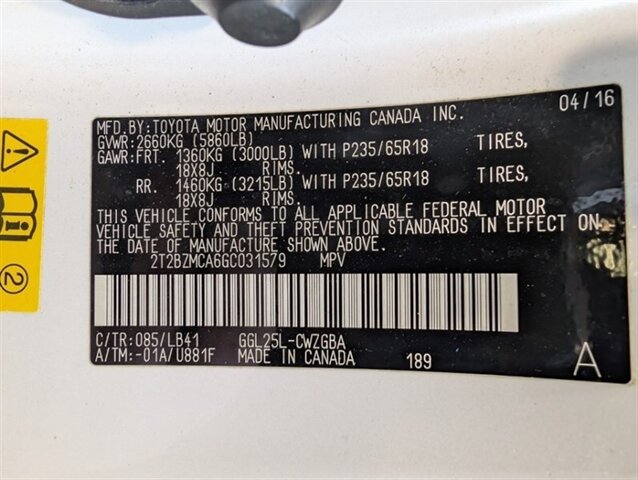 MFD.BY:TOYOTA MOTOR MANUFACTURING CANADA INC. 04/16
GVWR:2660KG (5860LB)
GAWR:FRT. 1360KG (3000LB) WITH P235/65R18 TIRES,
18X8J RIMS.
RR. 1460KG (3215LB) WITH P235/65R18 TIRES,
18X8J RIMS.
THIS VEHICLE CONFORMS TO ALL APPLICABLE FEDERAL MOTOR
VEHICLE SAFETY AND THEFT PREVENTION STANDARDS IN EFFECT ON
THE DATE OF MANUFACTURE SHOWN ABOVE.
2T2BZMCA6GC031579 MPV
C/TR:085/LB41 GGL25L-CWZGBA
A/TM:-01A/U881F MADE IN CANADA 189 A
2